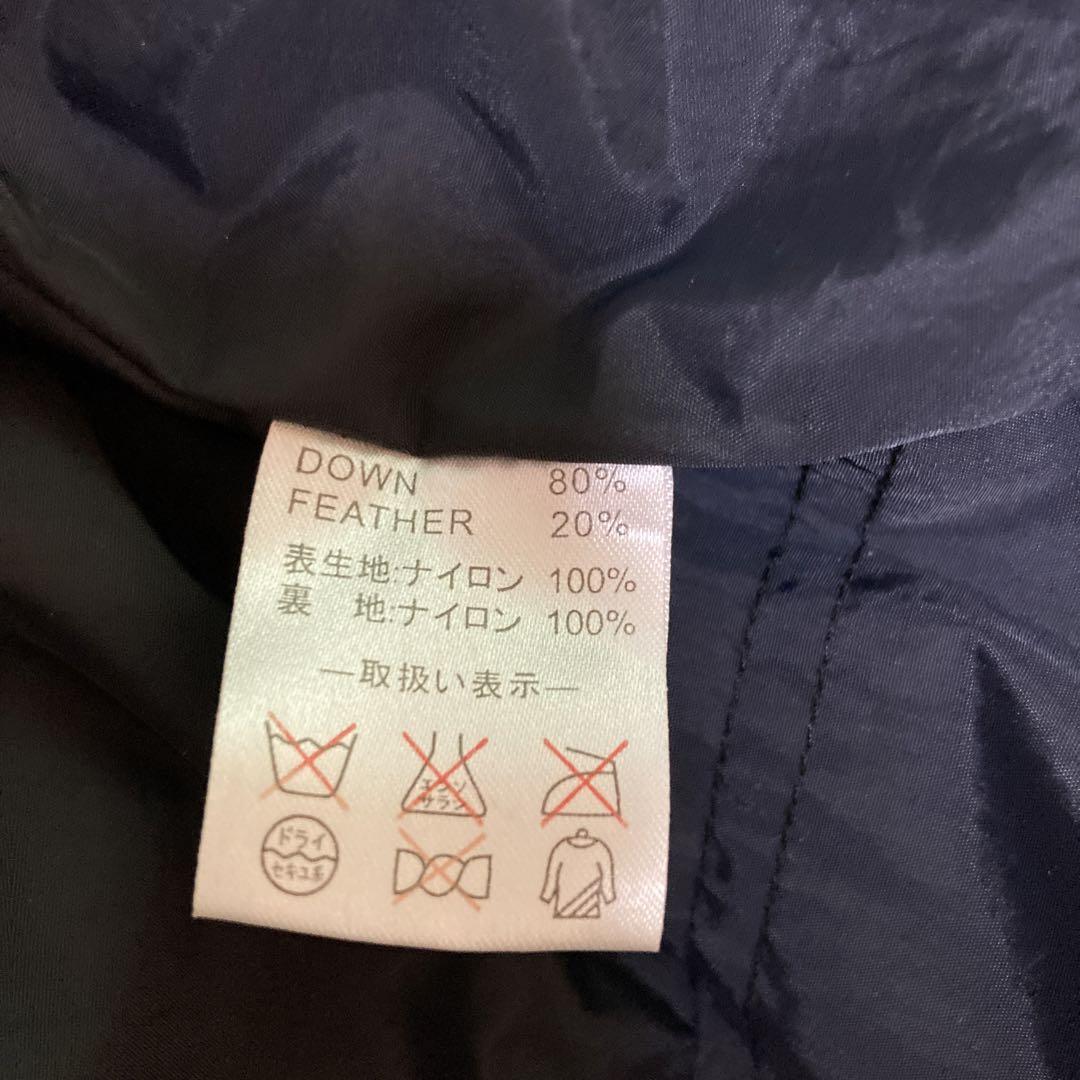 DOWN 80%
FEATHER 20%
表生地:ナイロン 100%
裏 地:ナイロン 100%
—取扱い表示—
エンソ
サラシ
ドライ
セキユ系